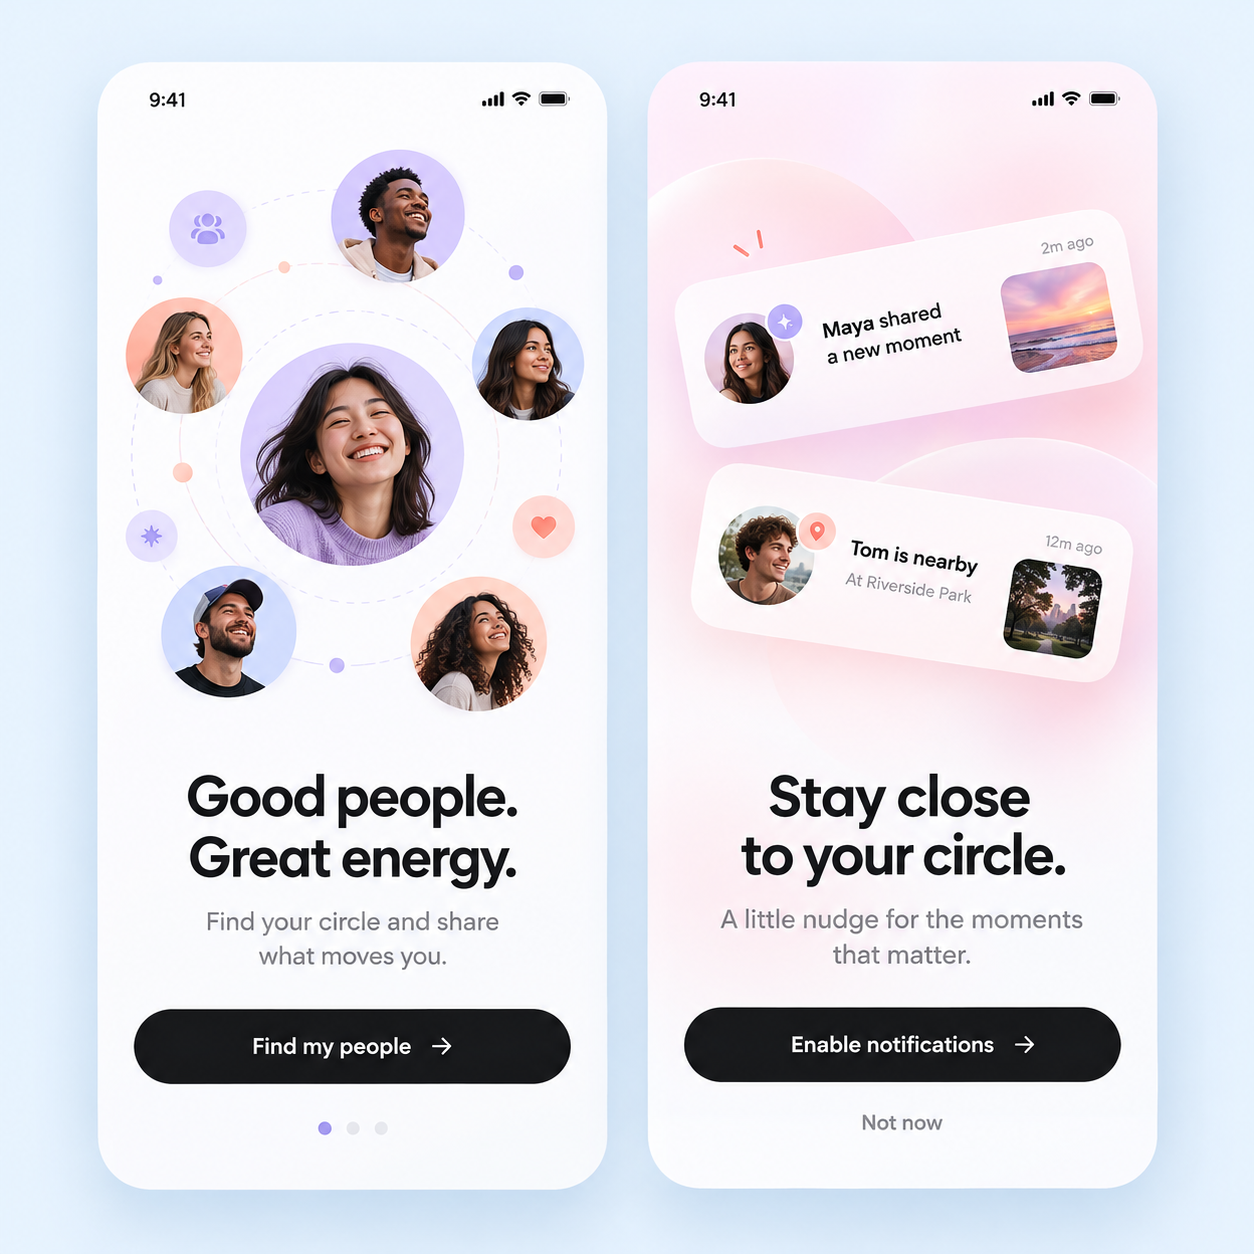 9:41
Good people.
Great energy.
Find your circle and share
what moves you.
Find my people
9:41
2m ago
Maya shared
a new moment
12m ago
Tom is nearby
At Riverside Park
Stay close
to your circle.
A little nudge for the moments
that matter.
Enable notifications
Not now